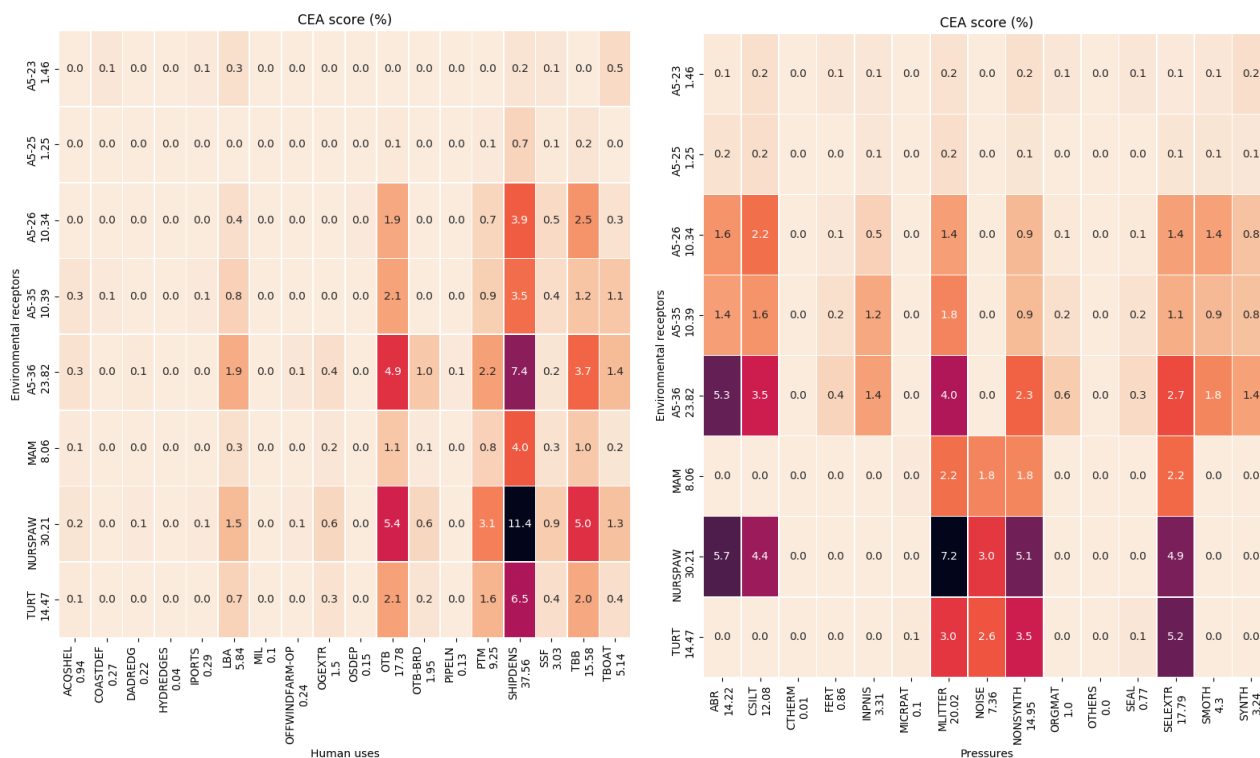 CEA score (%)
Environmental receptors
A5-23
1.46
0.0 0.1 0.0 0.0 0.1 0.3 0.0 0.0 0.0 0.0 0.0 0.0 0.0 0.0 0.2 0.1 0.0 0.5
A5-25
1.25
0.0 0.0 0.0 0.0 0.0 0.0 0.0 0.0 0.0 0.0 0.1 0.0 0.0 0.1 0.7 0.1 0.2 0.0
A5-26
10.34
0.0 0.0 0.0 0.0 0.0 0.4 0.0 0.0 0.0 0.0 1.9 0.0 0.0 0.7 3.9 0.5 2.5 0.3
A5-35
10.39
0.3 0.1 0.0 0.0 0.1 0.8 0.0 0.0 0.0 0.0 2.1 0.0 0.0 0.9 3.5 0.4 1.2 1.1
A5-36
23.82
0.3 0.0 0.1 0.0 0.0 1.9 0.0 0.1 0.4 0.0 4.9 1.0 0.1 2.2 7.4 0.2 3.7 1.4
MAM
8.06
0.1 0.0 0.0 0.0 0.0 0.3 0.0 0.0 0.2 0.0 1.1 0.1 0.0 0.8 4.0 0.3 1.0 0.2
NURSPAW
30.21
0.2 0.0 0.1 0.0 0.1 1.5 0.0 0.1 0.6 0.0 5.4 0.6 0.0 3.1 11.4 0.9 5.0 1.3
TURT
14.47
0.1 0.0 0.0 0.0 0.0 0.7 0.0 0.0 0.3 0.0 2.1 0.2 0.0 1.6 6.5 0.4 2.0 0.4
ACQSHEL
0.94
COASTDEF
0.27
DADREDG
0.22
HYDREDGES
0.04
IPORTS
0.29
LBA
5.84
MIL
0.1
OFFWINDFARM-OP
0.24
OGEXTR
1.5
OSDEP
0.15
OTB
17.78
OTB-BRD
1.95
PIPELN
0.13
PTM
9.25
SHIPDENS
37.56
SSF
3.03
TBB
15.58
TBOAT
5.14
Human uses
CEA score (%)
Environmental receptors
A5-23
1.46
0.1 0.2 0.0 0.1 0.1 0.0 0.2 0.0 0.2 0.1 0.0 0.1 0.1 0.1 0.2
A5-25
1.25
0.2 0.2 0.0 0.0 0.1 0.0 0.2 0.0 0.1 0.0 0.0 0.0 0.1 0.1 0.1
A5-26
10.34
1.6 2.2 0.0 0.1 0.5 0.0 1.4 0.0 0.9 0.1 0.0 0.1 1.4 1.4 0.8
A5-35
10.39
1.4 1.6 0.0 0.2 1.2 0.0 1.8 0.0 0.9 0.2 0.0 0.2 1.1 0.9 0.8
A5-36
23.82
5.3 3.5 0.0 0.4 1.4 0.0 4.0 0.0 2.3 0.6 0.0 0.3 2.7 1.8 1.4
MAM
8.06
0.0 0.0 0.0 0.0 0.0 0.0 2.2 1.8 1.8 0.0 0.0 0.0 2.2 0.0 0.0
NURSPAW
30.21
5.7 4.4 0.0 0.0 0.0 0.0 7.2 3.0 5.1 0.0 0.0 0.0 4.9 0.0 0.0
TURT
14.47
0.0 0.0 0.0 0.0 0.0 0.1 3.0 2.6 3.5 0.0 0.0 0.1 5.2 0.0 0.0
ABR
14.22
CSILT
12.08
CTHERM
0.01
FERT
0.86
INPNIS
3.31
MICRPAT
0.1
MLITTER
20.02
NOISE
7.36
NONSYNTH
14.95
ORGMAT
1.0
OTHERS
0.0
SEAL
0.77
SELEXTR
17.79
SMOTH
4.3
SYNTH
3.24
Pressures